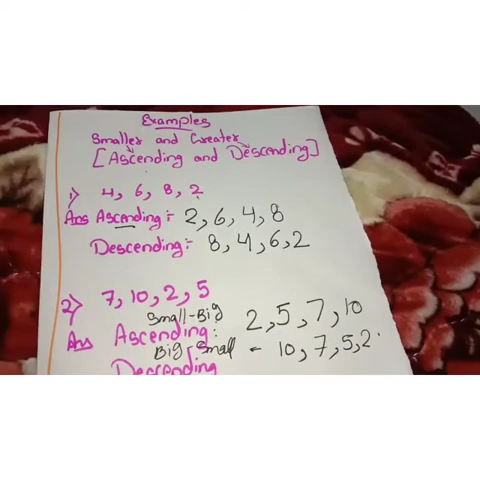 Examples
Smaller and Greater
[Ascending and Descending]
1) 4, 6, 8, 2
Ans Ascending:- 2, 6, 4, 8
Descending:- 8, 4, 6, 2
2) 7, 10, 2, 5
Small-Big
Ans Ascending: 2, 5, 7, 10
Big-Small - 10, 7, 5, 2.
Descending